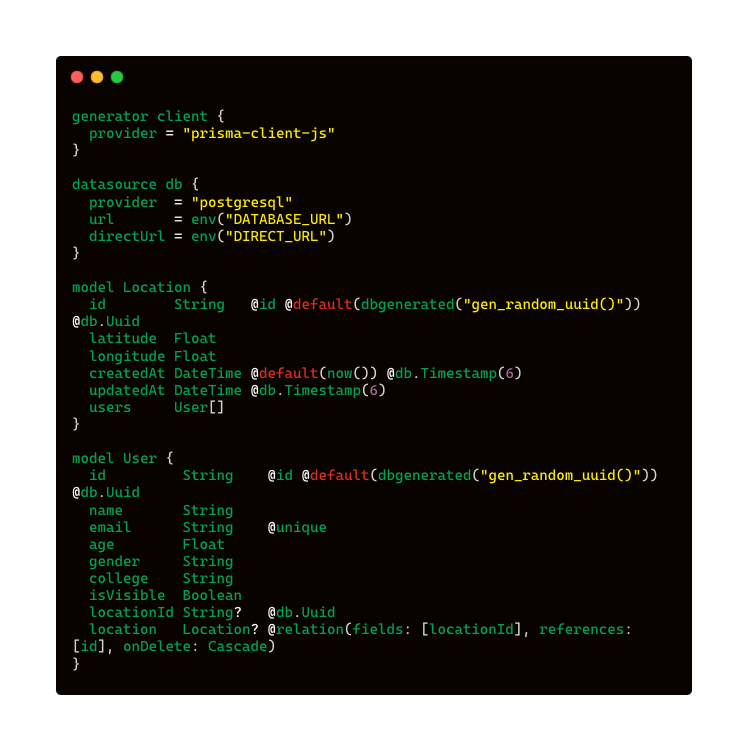 generator client {
  provider = "prisma-client-js"
}

datasource db {
  provider  = "postgresql"
  url       = env("DATABASE_URL")
  directUrl = env("DIRECT_URL")
}

model Location {
  id        String   @id @default(dbgenerated("gen_random_uuid()"))
@db.Uuid
  latitude  Float
  longitude Float
  createdAt DateTime @default(now()) @db.Timestamp(6)
  updatedAt DateTime @db.Timestamp(6)
  users     User[]
}

model User {
  id         String    @id @default(dbgenerated("gen_random_uuid()"))
@db.Uuid
  name       String
  email      String    @unique
  age        Float
  gender     String
  college    String
  isVisible  Boolean
  locationId String?   @db.Uuid
  location   Location? @relation(fields: [locationId], references:
[id], onDelete: Cascade)
}